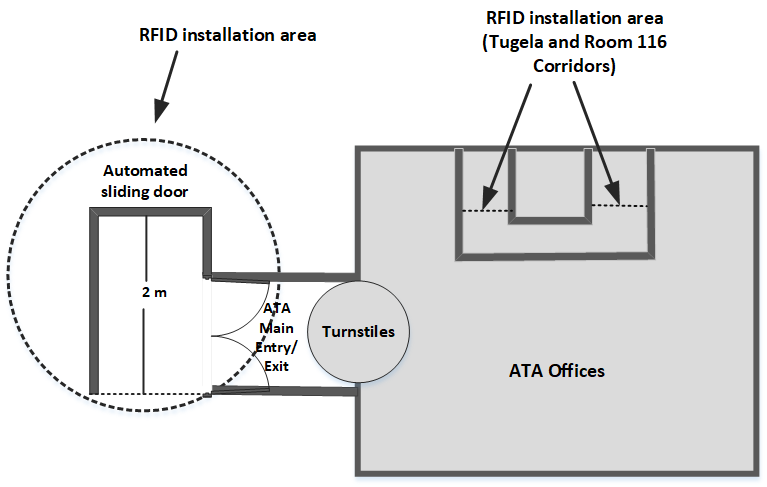 RFID installation area
RFID installation area
(Tugela and Room 116
Corridors)
Automated
sliding door
2 m
ATA
Main
Entry/
Exit
Turnstiles
ATA Offices